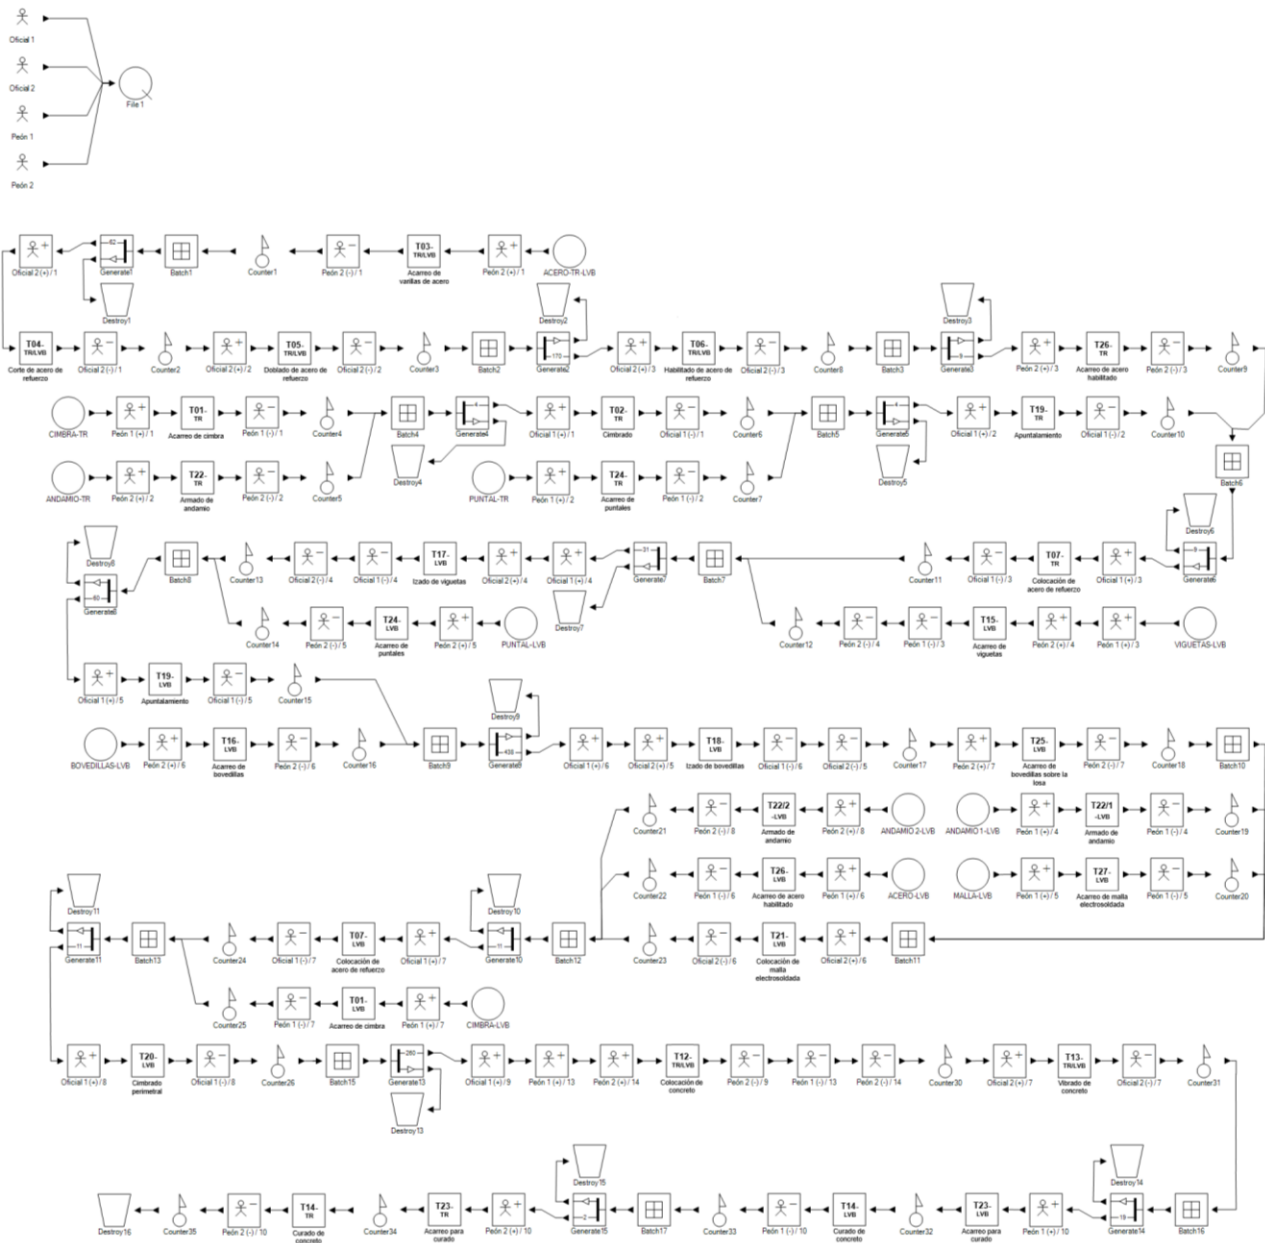 Oficial 1
Oficial 2
File1
Peón 1
Peón 2
Oficial 2 (+) / 1
62
Generate1
Batch1
Counter1
Peón 2 (-) / 1
T03-
TR/LVB
Acarreo de
varillas de acero
Peón 2 (+) / 1
ACERO-TR-LVB
Destroy1
Destroy2
Destroy3
T04-
TR/LVB
Corte de acero de
refuerzo
Oficial 2 (-) / 1
Counter2
Oficial 2 (+) / 2
T05-
TR/LVB
Doblado de acero de
refuerzo
Oficial 2 (-) / 2
Counter3
Batch2
170
Generate2
Oficial 2 (+) / 3
T06-
TR/LVB
Habilitado de acero de
refuerzo
Oficial 2 (-) / 3
Counter8
Batch3
9
Generate3
Peón 2 (+) / 3
T26-
TR
Acarreo de acero
habilitado
Peón 2 (-) / 3
Counter9
CIMBRA-TR
Peón 1 (+) / 1
T01-
TR
Acarreo de cimbra
Peón 1 (-) / 1
Counter4
Batch4
4
Generate4
Oficial 1 (+) / 1
T02-
TR
Cimbrado
Oficial 1 (-) / 1
Counter6
Batch5
4
Generate5
Oficial 1 (+) / 2
T19-
TR
Apuntalamiento
Oficial 1 (-) / 2
Counter10
ANDAMIO-TR
Peón 2 (+) / 2
T22-
TR
Armado de
andamio
Peón 2 (-) / 2
Counter5
Destroy4
PUNTAL-TR
Peón 1 (+) / 2
T24-
TR
Acarreo de
puntales
Peón 1 (-) / 2
Counter7
Destroy5
Batch6
Destroy6
Destroy8
60
Generate8
Batch8
Counter13
Oficial 2 (-) / 4
Oficial 1 (-) / 4
T17-
LVB
Izado de viguetas
Oficial 2 (+) / 4
Oficial 1 (+) / 4
31
Generate7
Batch7
Counter11
Oficial 1 (-) / 3
T07-
TR
Colocación de
acero de refuerzo
Oficial 1 (+) / 3
9
Generate6
Counter14
Peón 2 (-) / 5
T24-
LVB
Acarreo de
puntales
Peón 2 (+) / 5
PUNTAL-LVB
Destroy7
Counter12
Peón 2 (-) / 4
Peón 1 (-) / 3
T15-
LVB
Acarreo de
viguetas
Peón 2 (+) / 4
Peón 1 (+) / 3
VIGUETAS-LVB
Oficial 1 (+) / 5
T19-
LVB
Apuntalamiento
Oficial 1 (-) / 5
Counter15
Destroy9
BOVEDILLAS-LVB
Peón 2 (+) / 6
T16-
LVB
Acarreo de
bovedillas
Peón 2 (-) / 6
Counter16
Batch9
438
Generate9
Oficial 1 (+) / 6
Oficial 2 (+) / 5
T18-
LVB
Izado de bovedillas
Oficial 1 (-) / 6
Oficial 2 (-) / 5
Counter17
Peón 2 (+) / 7
T25-
LVB
Acarreo de
bovedillas sobre la
losa
Peón 2 (-) / 7
Counter18
Batch10
Counter21
Peón 2 (-) / 8
T22/2
-LVB
Armado de
andamio
Peón 2 (+) / 8
ANDAMIO 2-LVB
ANDAMIO 1-LVB
Peón 1 (+) / 4
T22/1
-LVB
Armado de
andamio
Peón 1 (-) / 4
Counter19
Destroy11
Destroy10
Counter22
Peón 1 (-) / 6
T26-
LVB
Acarreo de acero
habilitado
Peón 1 (+) / 6
ACERO-LVB
MALLA-LVB
Peón 1 (+) / 5
T27-
LVB
Acarreo de malla
electrosoldada
Peón 1 (-) / 5
Counter20
11
Generate11
Batch13
Counter24
Oficial 1 (-) / 7
T07-
LVB
Colocación de
acero de refuerzo
Oficial 1 (+) / 7
11
Generate10
Batch12
Counter23
Oficial 2 (-) / 6
T21-
LVB
Colocación de
malla
electrosoldada
Oficial 2 (+) / 6
Batch11
Counter25
Peón 1 (-) / 7
T01-
LVB
Acarreo de cimbra
Peón 1 (+) / 7
CIMBRA-LVB
Oficial 1 (+) / 8
T20-
LVB
Cimbrado
perimetral
Oficial 1 (-) / 8
Counter26
Batch15
280
Generate13
Oficial 1 (+) / 9
Peón 1 (+) / 13
Peón 2 (+) / 14
T12-
TR/LVB
Colocación de
concreto
Peón 2 (-) / 9
Peón 1 (-) / 13
Peón 2 (-) / 14
Counter30
Oficial 2 (+) / 7
T13-
TR/LVB
Vibrado de
concreto
Oficial 2 (-) / 7
Counter31
Destroy13
Destroy15
Destroy14
Destroy16
Counter35
Peón 2 (-) / 10
T14-
TR
Curado de
concreto
Counter34
T23-
TR
Acarreo para
curado
Peón 2 (+) / 10
2
Generate15
Batch17
Counter33
Peón 1 (-) / 10
T14-
LVB
Curado de
concreto
Counter32
T23-
LVB
Acarreo para
curado
Peón 1 (+) / 10
19
Generate14
Batch16